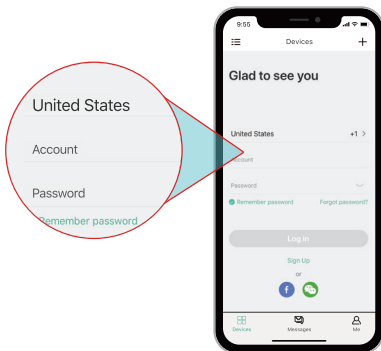 9:55
Devices
Glad to see you
United States +1
Account
Password
Remember password Forgot password?
Log in
Sign Up
or
Devices Messages Me
United States
Account
Password
Remember password